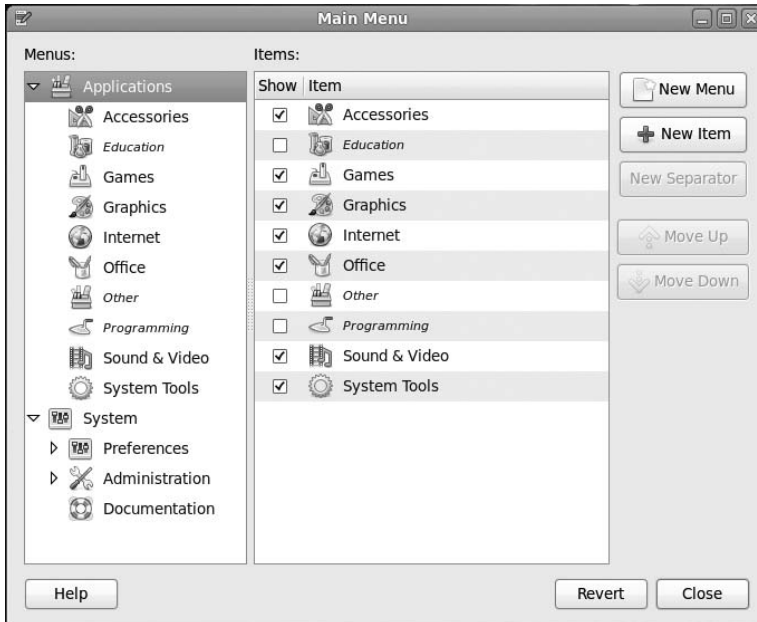 Main Menu
Menus:
Items:
Applications
Accessories
Education
Games
Graphics
Internet
Office
Other
Programming
Sound & Video
System Tools
System
Preferences
Administration
Documentation
Show Item
Accessories
Education
Games
Graphics
Internet
Office
Other
Programming
Sound & Video
System Tools
New Menu
New Item
New Separator
Move Up
Move Down
Help
Revert
Close